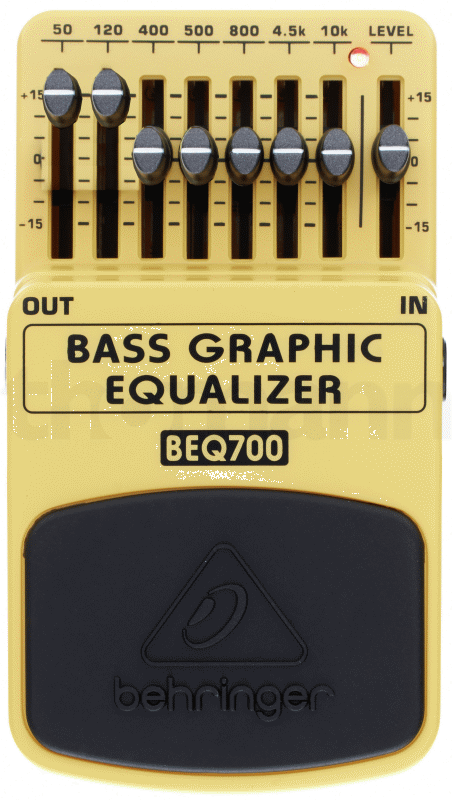 50 120 400 500 800 4.5k 10k LEVEL
+15 +15
0 0
-15 -15
OUT IN
BASS GRAPHIC
EQUALIZER
BEQ700
thomann
behringer